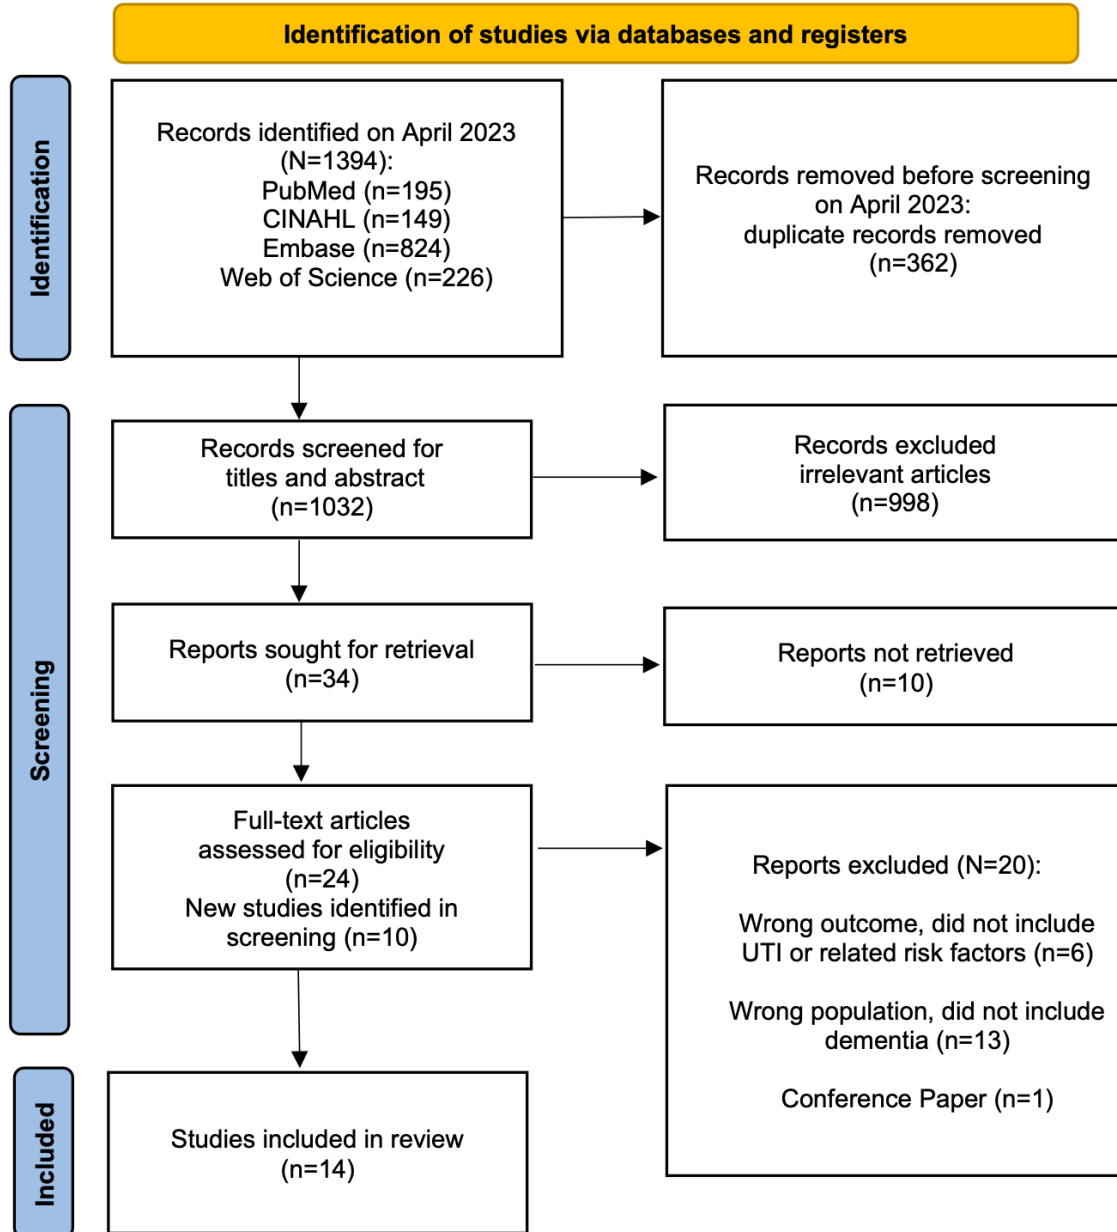 Identification of studies via databases and registers
Identification
Records identified on April 2023
(N=1394):
PubMed (n=195)
CINAHL (n=149)
Embase (n=824)
Web of Science (n=226)
Records removed before screening
on April 2023:
duplicate records removed
(n=362)
Screening
Records screened for
titles and abstract
(n=1032)
Records excluded
irrelevant articles
(n=998)
Reports sought for retrieval
(n=34)
Reports not retrieved
(n=10)
Full-text articles
assessed for eligibility
(n=24)
New studies identified in
screening (n=10)
Reports excluded (N=20):
Wrong outcome, did not include
UTI or related risk factors (n=6)
Wrong population, did not include
dementia (n=13)
Conference Paper (n=1)
Included
Studies included in review
(n=14)